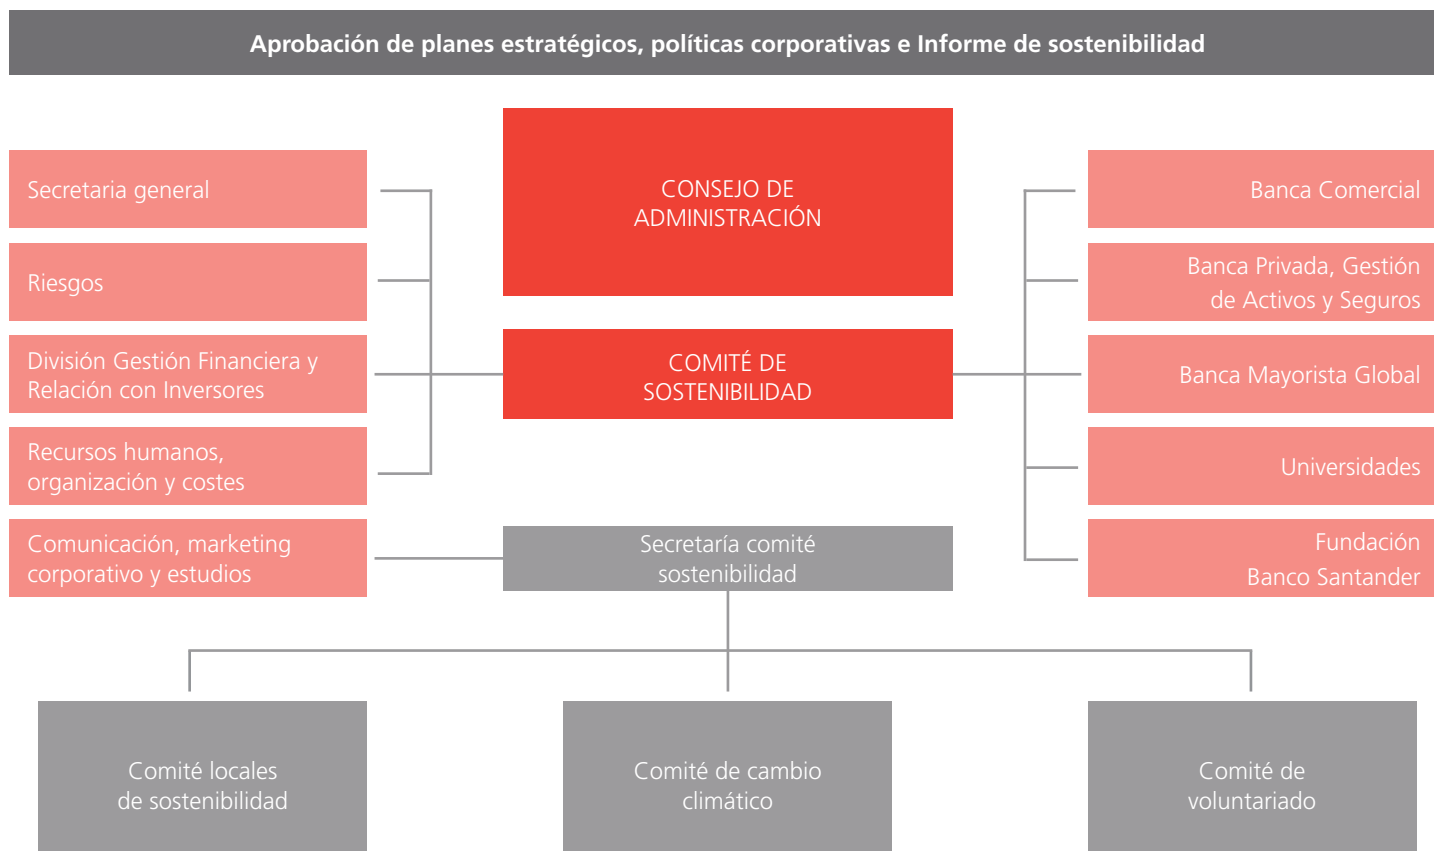 Aprobación de planes estratégicos, políticas corporativas e Informe de sostenibilidad
CONSEJO DE
ADMINISTRACIÓN
COMITÉ DE
SOSTENIBILIDAD
Secretaria general
Riesgos
División Gestión Financiera y
Relación con Inversores
Recursos humanos,
organización y costes
Comunicación, marketing
corporativo y estudios
Banca Comercial
Banca Privada, Gestión
de Activos y Seguros
Banca Mayorista Global
Universidades
Fundación
Banco Santander
Secretaría comité
sostenibilidad
Comité locales
de sostenibilidad
Comité de cambio
climático
Comité de
voluntariado